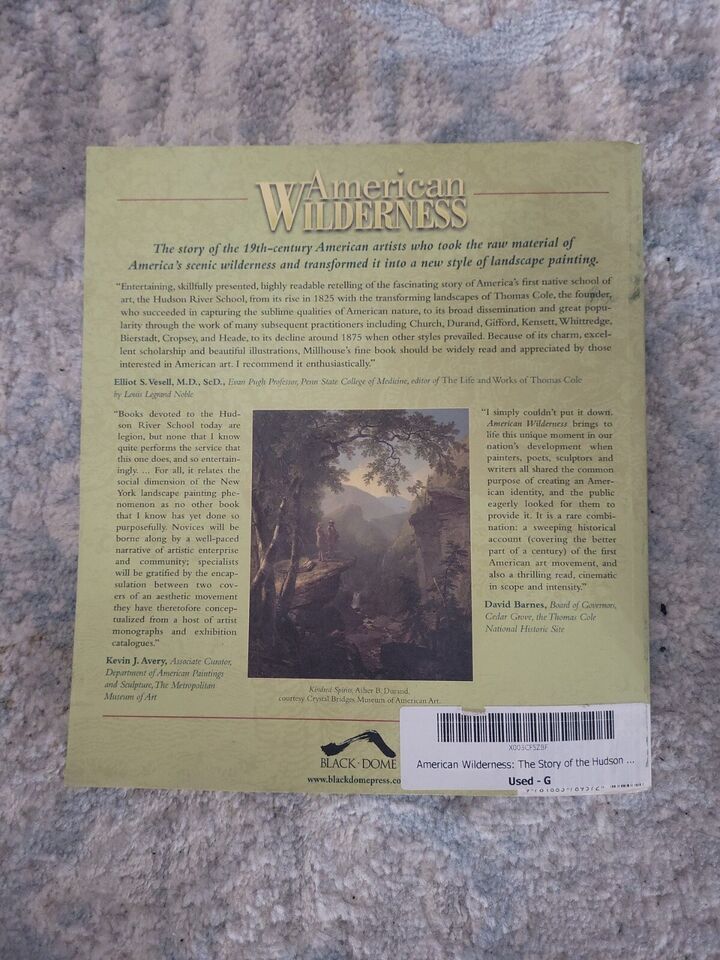 American
WILDERNESS
The story of the 19th-century American artists who took the raw material of
America's scenic wilderness and transformed it into a new style of landscape painting.
"Entertaining, skillfully presented, highly readable retelling of the fascinating story of America's first native school of
art, the Hudson River School, from its rise in 1825 with the transforming landscapes of Thomas Cole, the founder,
who succeeded in capturing the sublime qualities of American nature, to its broad dissemination and great popu-
larity through the work of many subsequent practitioners including Church, Durand, Gifford, Kensett, Whittredge,
Bierstadt, Cropsey, and Heade, to its decline around 1875 when other styles prevailed. Because of its charm, excel-
lent scholarship and beautiful illustrations, Millhouse's fine book should be widely read and appreciated by those
interested in American art. I recommend it enthusiastically."
Elliot S. Vesell, M.D., ScD., Evan Pugh Professor, Penn State College of Medicine, editor of The Life and Works of Thomas Cole
by Louis Legrand Noble
"Books devoted to the Hud-
son River School today are
legion, but none that I know
quite performs the service that
this one does, and so entertain-
ingly. ... For all, it relates the
social dimension of the New
York landscape painting phe-
nomenon as no other book
that I know has yet done so
purposefully. Novices will be
borne along by a well-paced
narrative of artistic enterprise
and community; specialists
will be gratified by the encap-
sulation between two cov-
ers of an aesthetic movement
they have theretofore concep-
tualized from a host of artist
monographs and exhibition
catalogues."
Kevin J. Avery, Associate Curator,
Department of American Paintings
and Sculpture, The Metropolitan
Museum of Art
"I simply couldn't put it down.
American Wilderness brings to
life this unique moment in our
nation's development when
painters, poets, sculptors and
writers all shared the common
purpose of creating an Amer-
ican identity, and the public
eagerly looked for them to
provide it. It is a rare combi-
nation: a sweeping historical
account (covering the better
part of a century) of the first
American art movement, and
also a thrilling read, cinematic
in scope and intensity."
David Barnes, Board of Governors,
Cedar Grove, the Thomas Cole
National Historic Site
Kindred Spirits, Asher B. Durand,
courtesy Crystal Bridges Museum of American Art.
BLACK·DOME
www.blackdomepress.co
X003CFSZBF
American Wilderness: The Story of the Hudson ...
Used - G